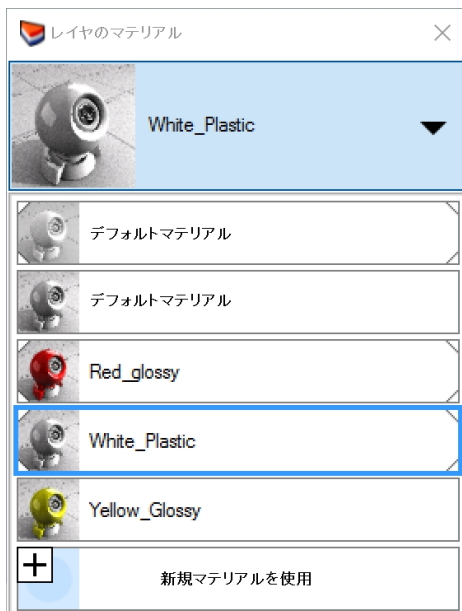 レイヤのマテリアル
White_Plastic
デフォルトマテリアル
デフォルトマテリアル
Red_glossy
White_Plastic
Yellow_Glossy
新規マテリアルを使用